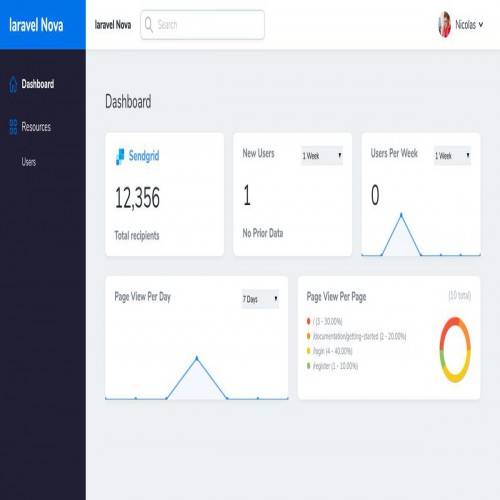 laravel Nova
laravel Nova
Search
Nicolas
Dashboard
Resources
Users
Dashboard
Sendgrid
12,356
Total recipients
New Users
1 Week
1
No Prior Data
Users Per Week
1 Week
0
Page View Per Day
7 Days
Page View Per Page
(10 total)
/ (3 - 30.00%)
/documentation/getting-started (2 - 20.00%)
/login (4 - 40.00%)
/register (1 - 10.00%)